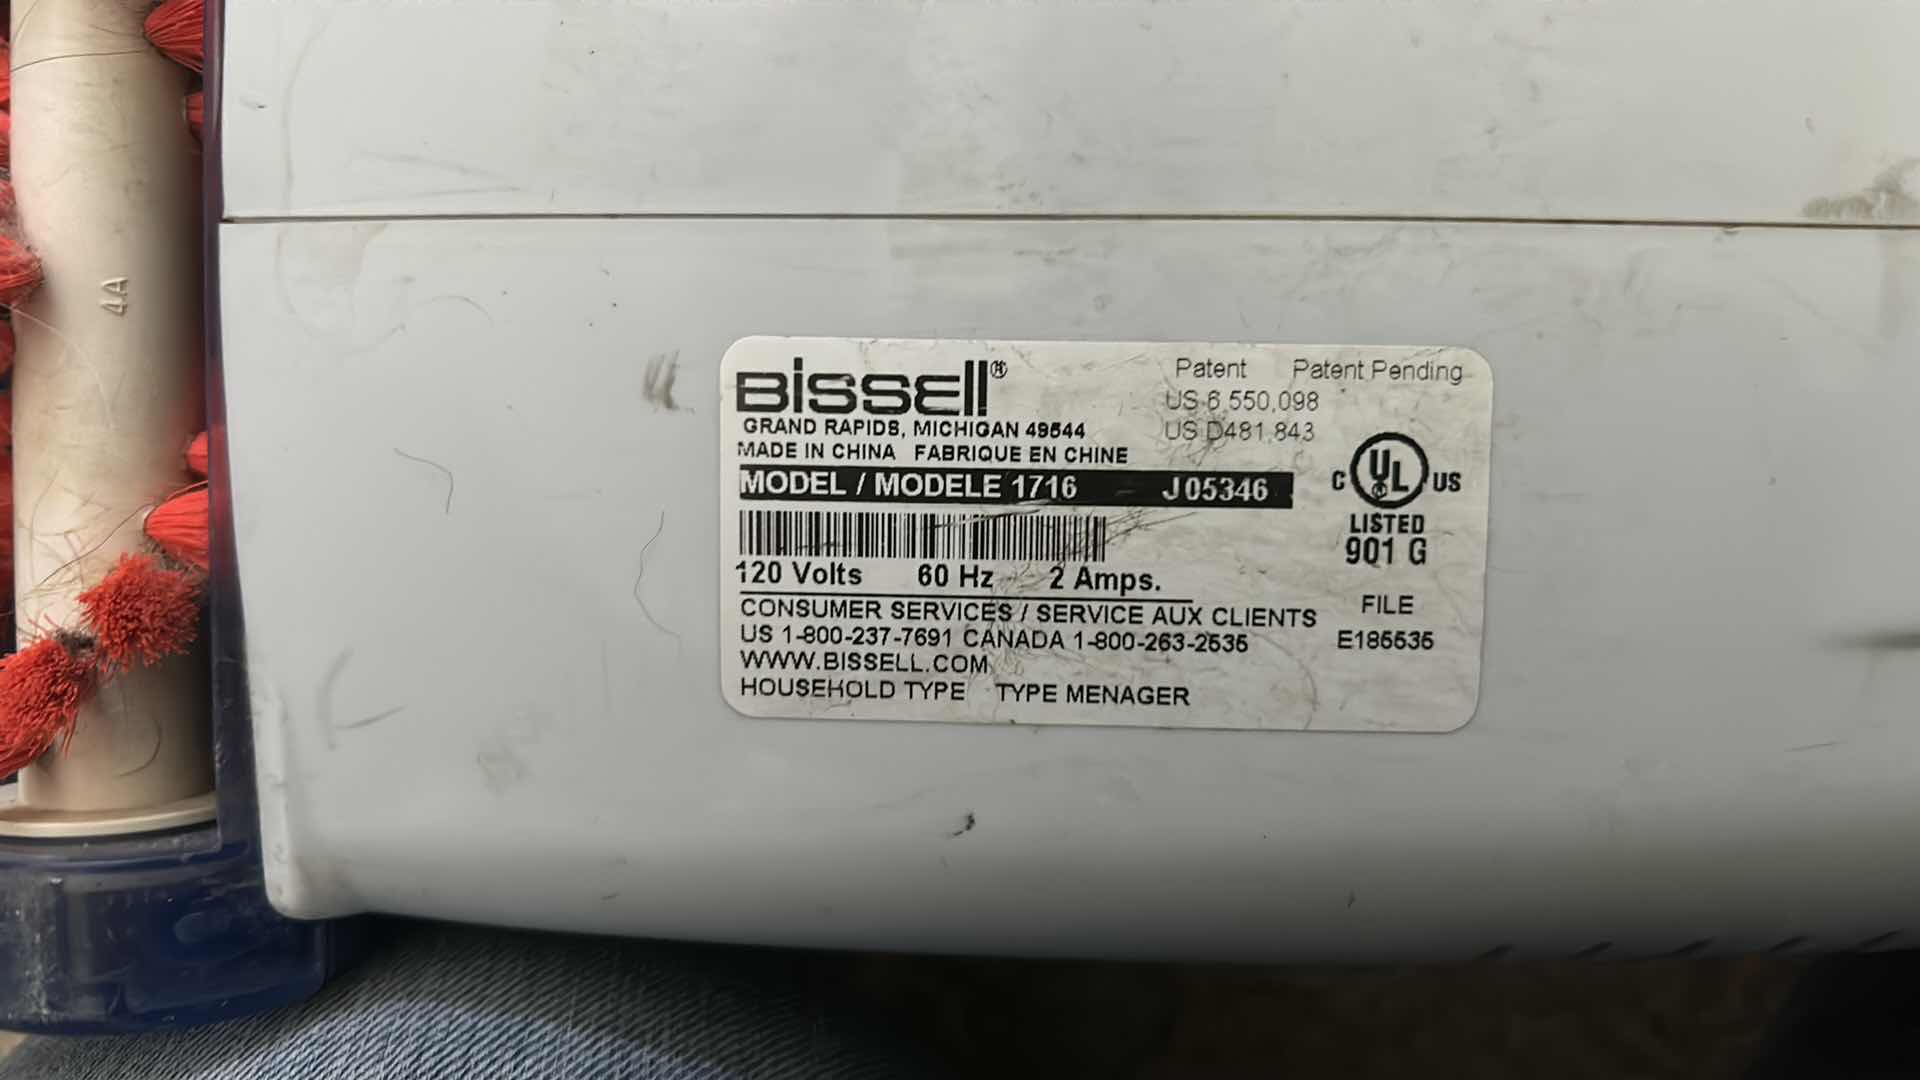 4A
Bissell®
GRAND RAPIDS, MICHIGAN 49544
MADE IN CHINA FABRIQUE EN CHINE
MODEL / MODELE 1716 J05346
120 Volts 60 Hz 2 Amps.
CONSUMER SERVICES / SERVICE AUX CLIENTS
US 1-800-237-7691 CANADA 1-800-263-2535
WWW.BISSELL.COM
HOUSEHOLD TYPE TYPE MENAGER
Patent Patent Pending
US 6 550,098
US D481,843
C UL US
LISTED
901 G
FILE
E185535